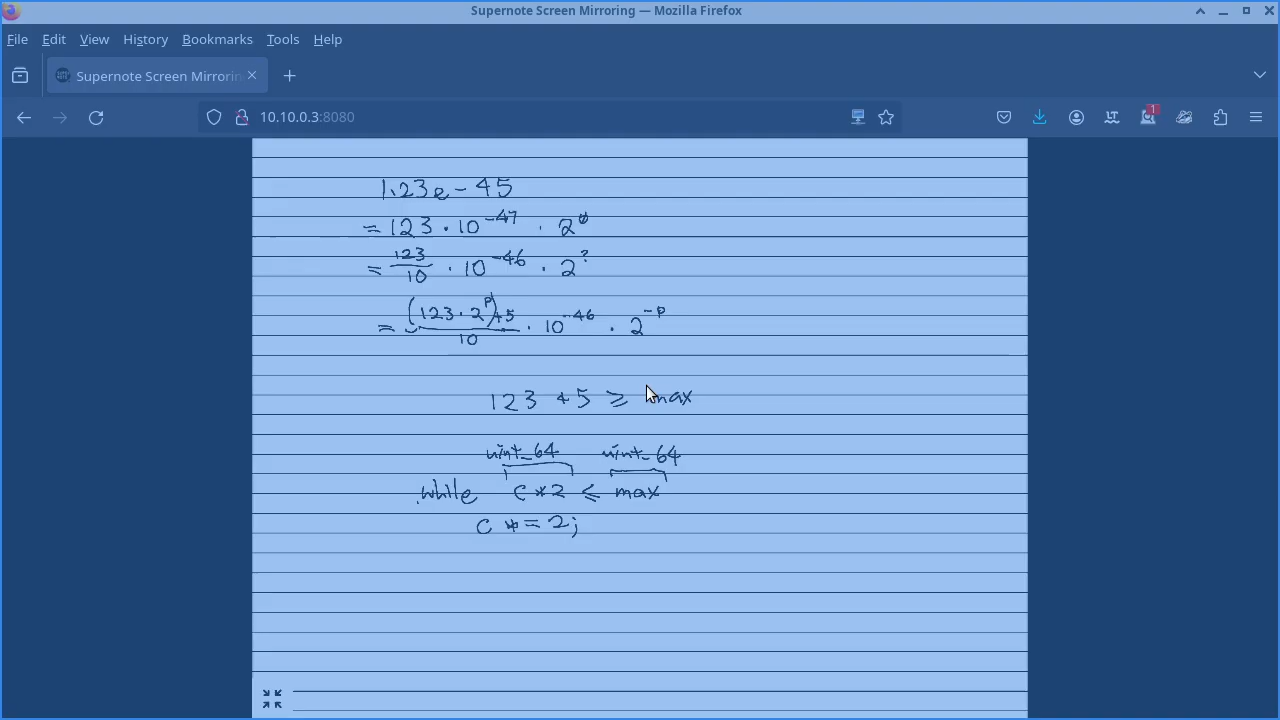 Supernote Screen Mirroring — Mozilla Firefox
File Edit View History Bookmarks Tools Help
Supernote Screen Mirrorin
10.10.0.3:8080
1
1.23e-45
= 123 · 10^-47 · 2^0
= 123/10 · 10^-46 · 2^?
= ((123 · 2^p)+5)/10 · 10^-46 · 2^-p
123 + 5 ≥ max
uint_64 uint_64
while c*2 ≤ max
c *= 2;